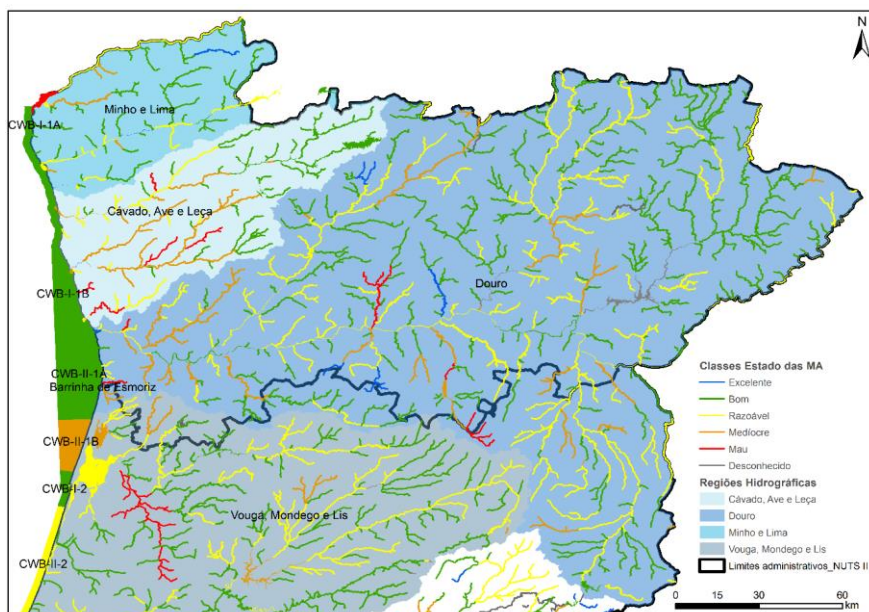 N
CWB-I-1A
Minho e Lima
Cávado, Ave e Leça
CWB-I-1B
Douro
CWB-II-1A
Barrinha de Esmoriz
CWB-II-1B
CWB-I-2
Vouga, Mondego e Lis
CWB-II-2
Classes Estado das MA
Excelente
Bom
Razoável
Medíocre
Mau
Desconhecido
Regiões Hidrográficas
Cávado, Ave e Leça
Douro
Minho e Lima
Vouga, Mondego e Lis
Limites administrativos_NUTS II
0 15 30 60
km